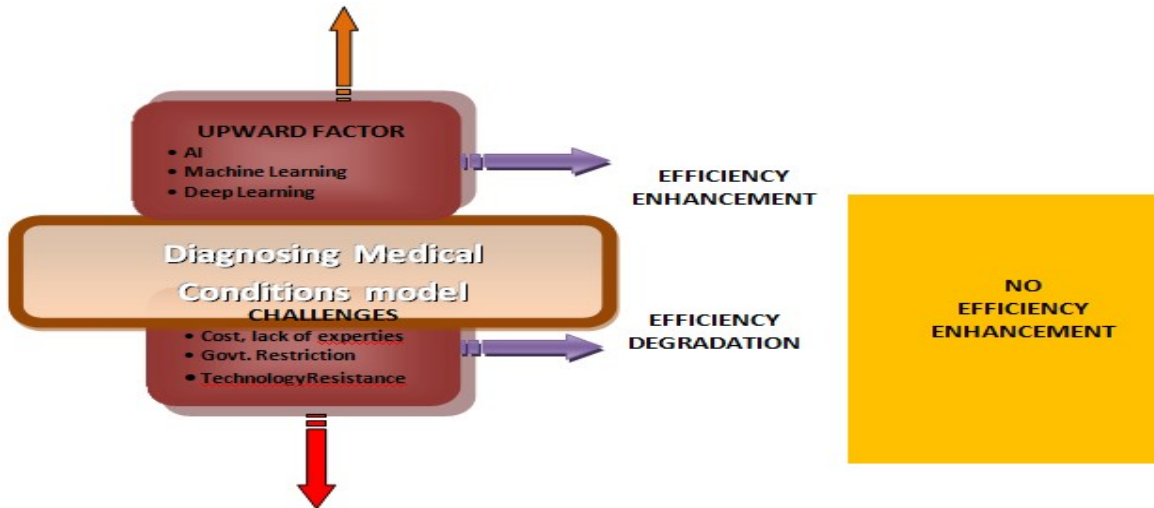 UPWARD FACTOR
• AI
• Machine Learning
• Deep Learning
EFFICIENCY
ENHANCEMENT
Diagnosing Medical
Conditions model
CHALLENGES
• Cost, lack of experties
• Govt. Restriction
• TechnologyResistance
EFFICIENCY
DEGRADATION
NO
EFFICIENCY
ENHANCEMENT